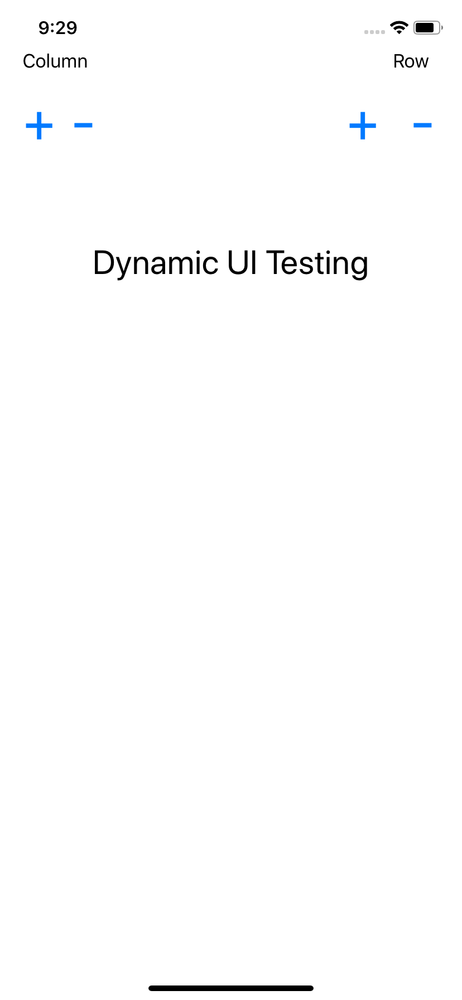 9:29
Column Row
+ - + -
Dynamic UI Testing